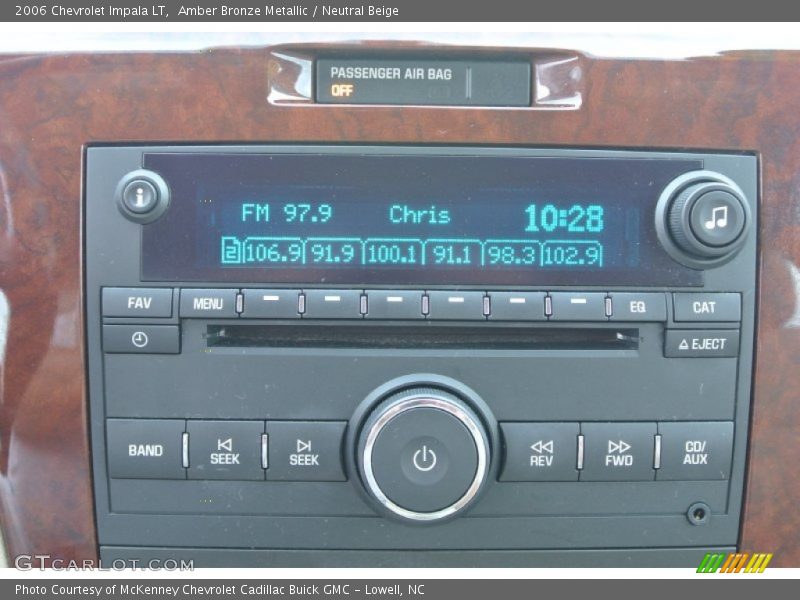 2006 Chevrolet Impala LT,  Amber Bronze Metallic / Neutral Beige
PASSENGER AIR BAG
OFF
i
FM 97.9 Chris 10:28
2 106.9 91.9 100.1 91.1 98.3 102.9
FAV MENU EQ CAT
EJECT
BAND SEEK SEEK REV FWD CD/
AUX
GTCARLOT.COM
Photo Courtesy of McKenney Chevrolet Cadillac Buick GMC – Lowell, NC